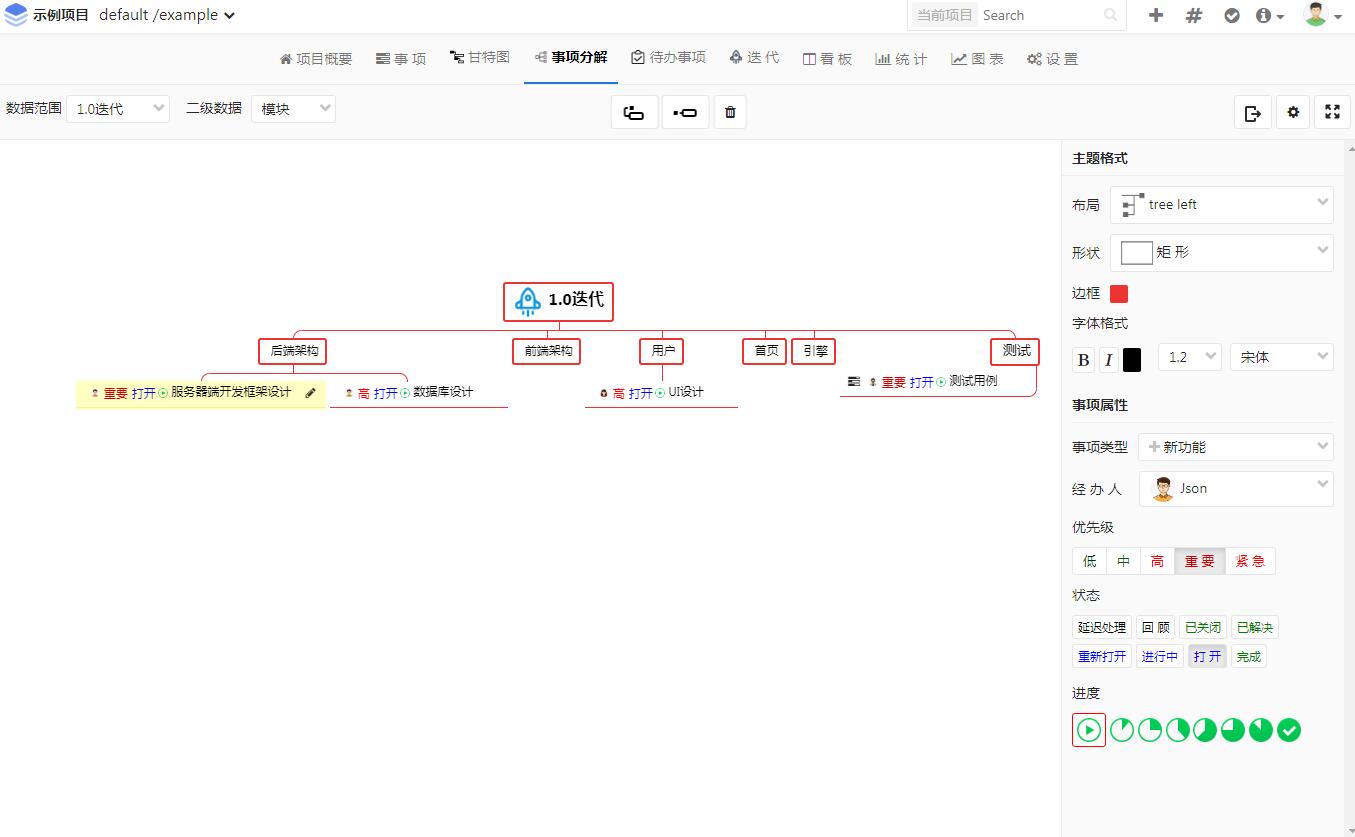 示例项目 default /example 当前项目 Search
项目概要 事 项 甘特图 事项分解 待办事项 迭 代 看 板 统 计 图 表 设 置
数据范围 1.0迭代 二级数据 模块
主题格式
布局 tree left
形状 矩 形
边框
字体格式
B I 1.2 宋体
事项属性
事项类型 新功能
经 办 人 Json
优先级
低 中 高 重 要 紧 急
状态
延迟处理 回 顾 已关闭 已解决
重新打开 进行中 打 开 完成
进度
1.0迭代
后端架构 前端架构 用户 首页 引擎 测试
重要 打开 服务器端开发框架设计 高 打开 数据库设计 高 打开 UI设计 重要 打开 测试用例